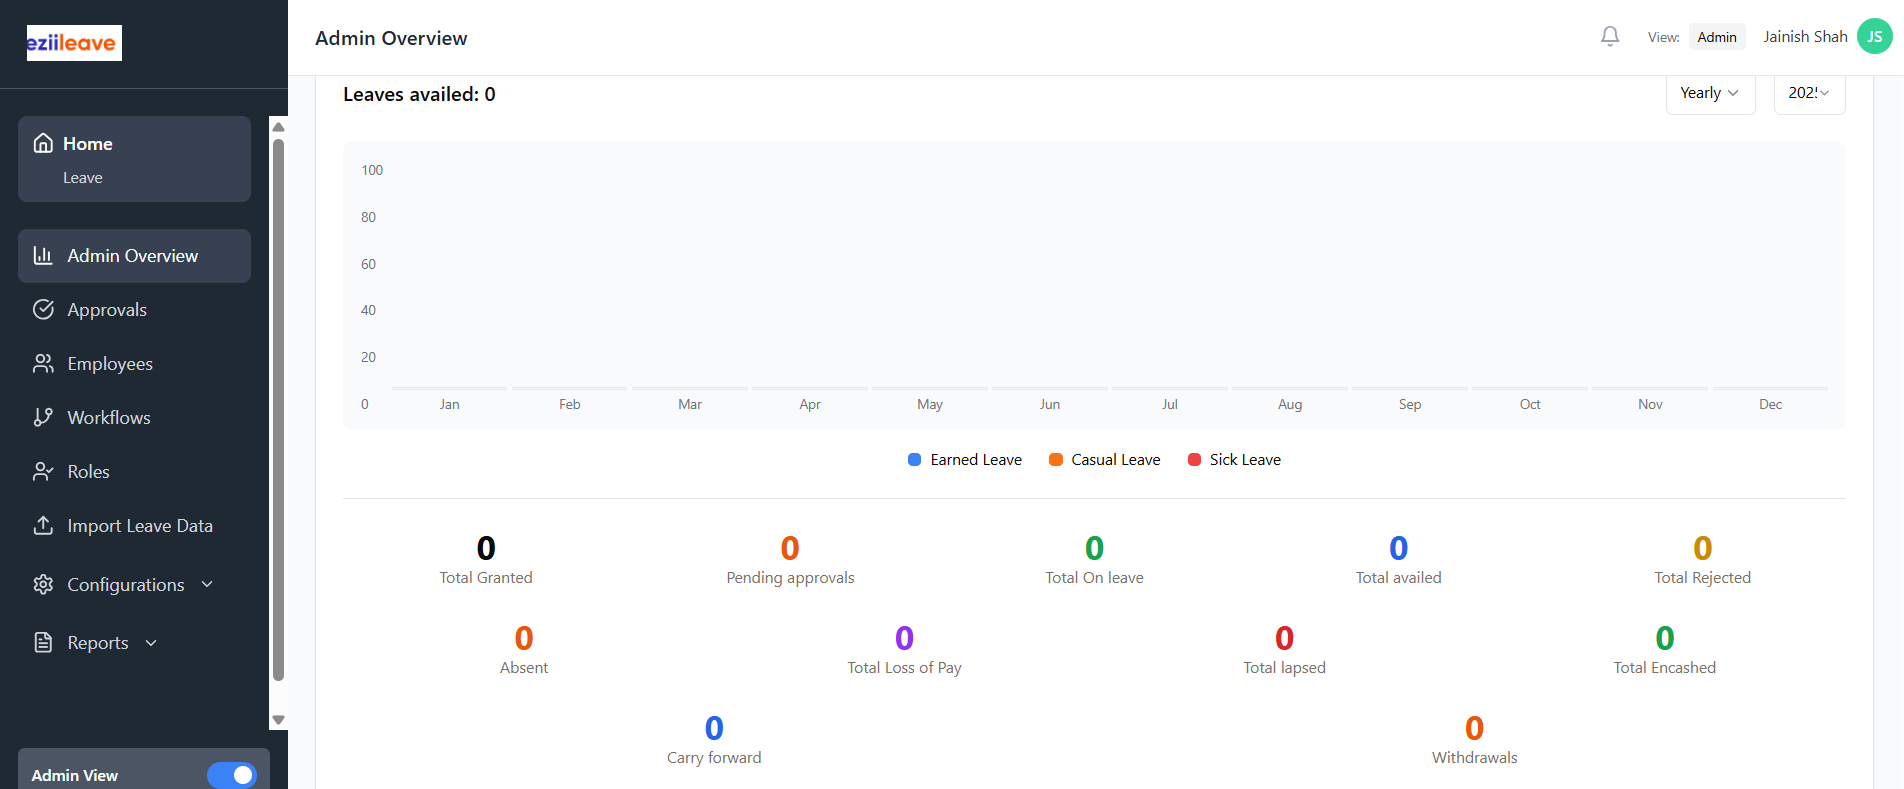 eziileave
Admin Overview
View:
Admin
Jainish Shah
JS
Home
Leave
Admin Overview
Approvals
Employees
Workflows
Roles
Import Leave Data
Configurations
Reports
Admin View
Leaves availed: 0
Yearly
202
100
80
60
40
20
0
Jan Feb Mar Apr May Jun Jul Aug Sep Oct Nov Dec
Earned Leave Casual Leave Sick Leave
0 0 0 0 0
Total Granted Pending approvals Total On leave Total availed Total Rejected
0 0 0 0
Absent Total Loss of Pay Total lapsed Total Encashed
0 0
Carry forward Withdrawals